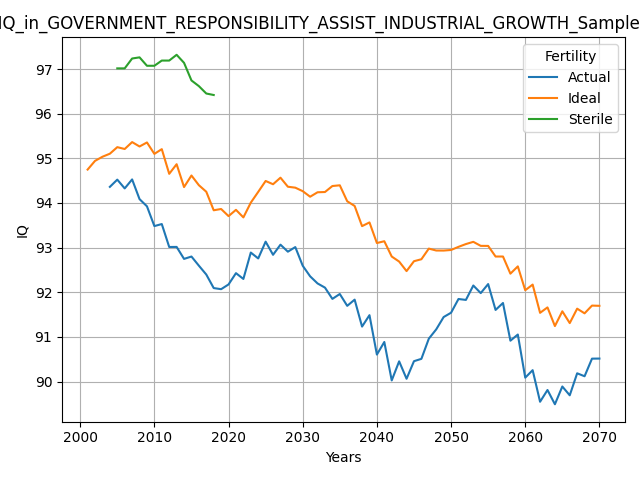 IQ_in_GOVERNMENT_RESPONSIBILITY_ASSIST_INDUSTRIAL_GROWTH_Sample
Fertility
Actual
Ideal
Sterile
IQ
97
96
95
94
93
92
91
90
2000 2010 2020 2030 2040 2050 2060 2070
Years